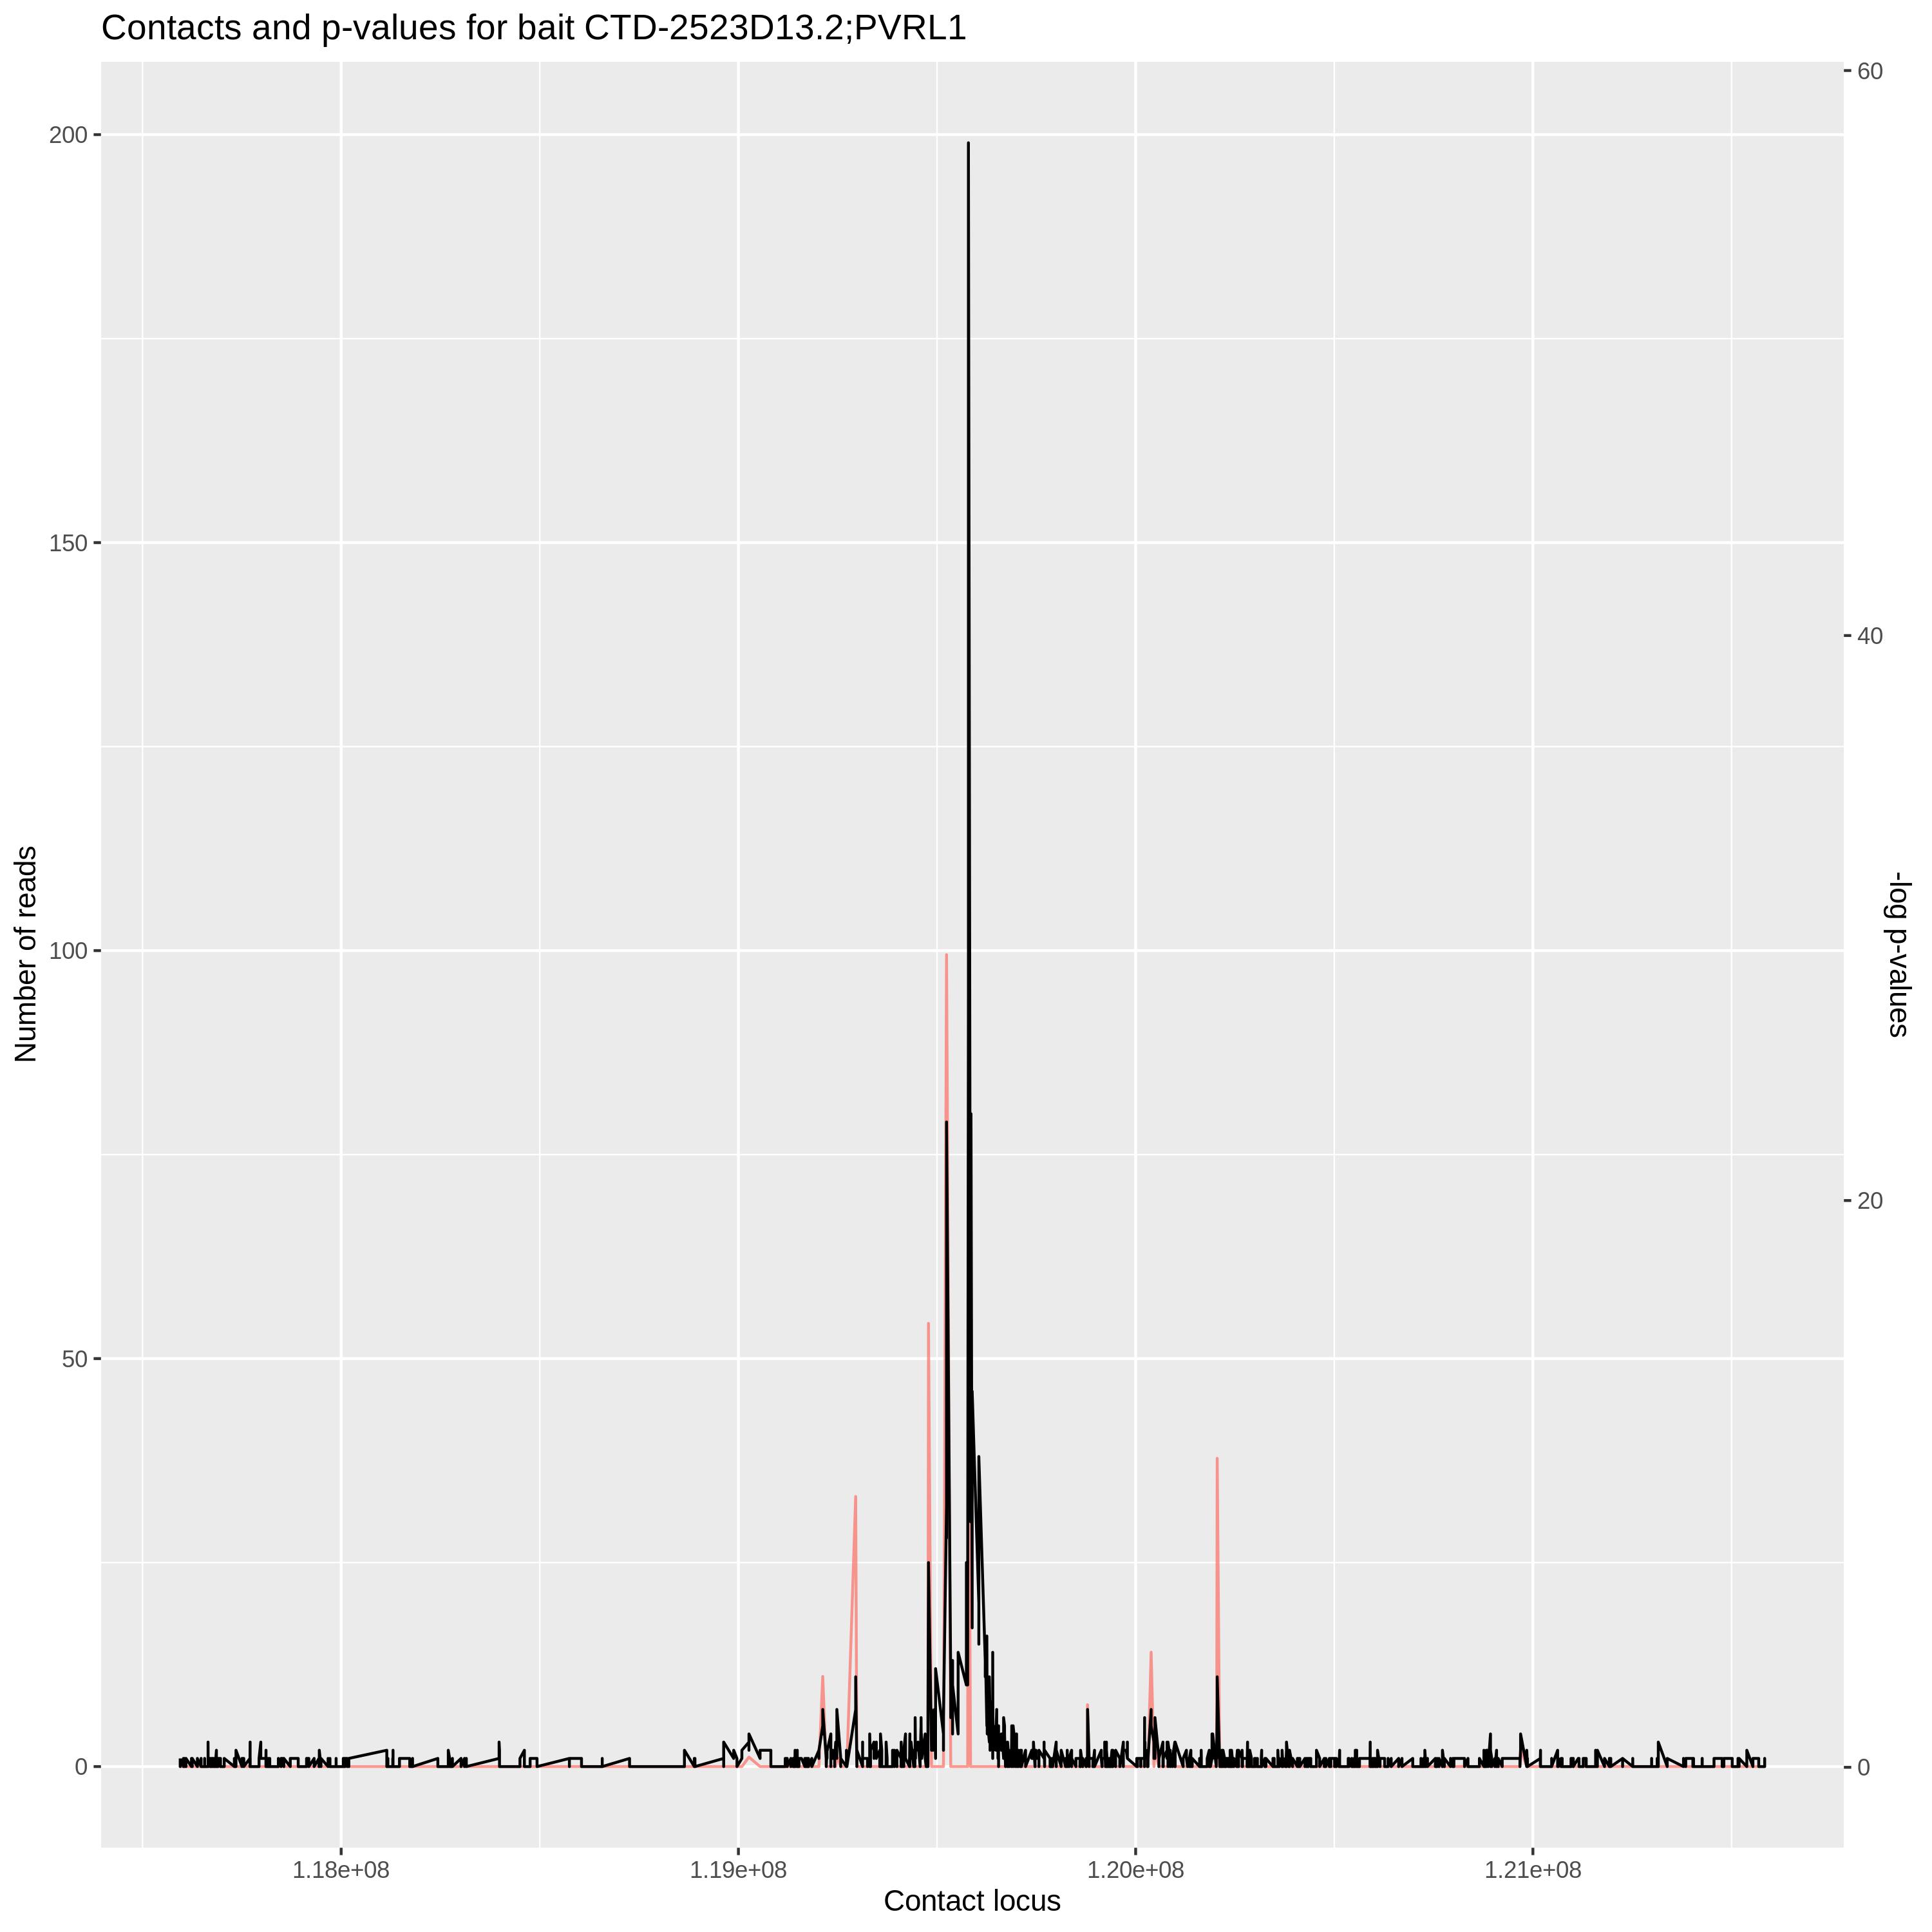 Contacts and p-values for bait CTD-2523D13.2;PVRL1
200
150
100
50
0
Number of reads
60
40
20
0
-log p-values
1.18e+08
1.19e+08
1.20e+08
1.21e+08
Contact locus